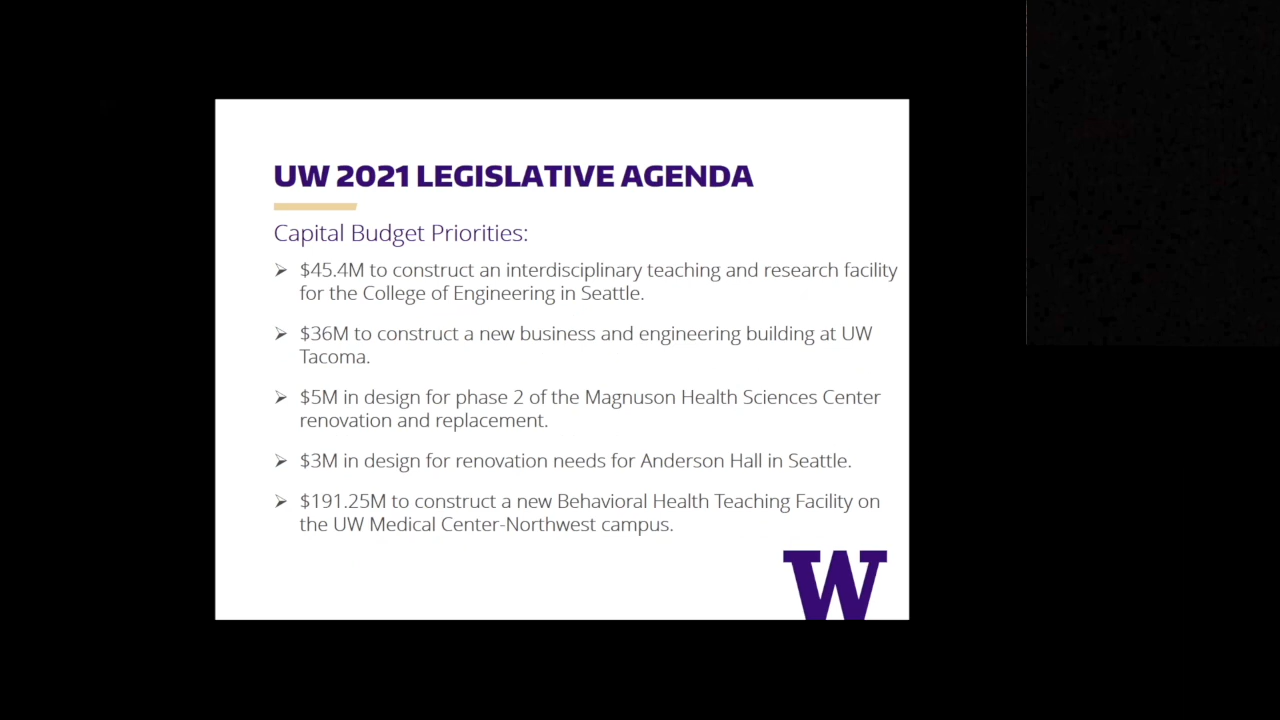 UW 2021 LEGISLATIVE AGENDA
Capital Budget Priorities:
➢ $45.4M to construct an interdisciplinary teaching and research facility
for the College of Engineering in Seattle.
➢ $36M to construct a new business and engineering building at UW
Tacoma.
➢ $5M in design for phase 2 of the Magnuson Health Sciences Center
renovation and replacement.
➢ $3M in design for renovation needs for Anderson Hall in Seattle.
➢ $191.25M to construct a new Behavioral Health Teaching Facility on
the UW Medical Center-Northwest campus.
W